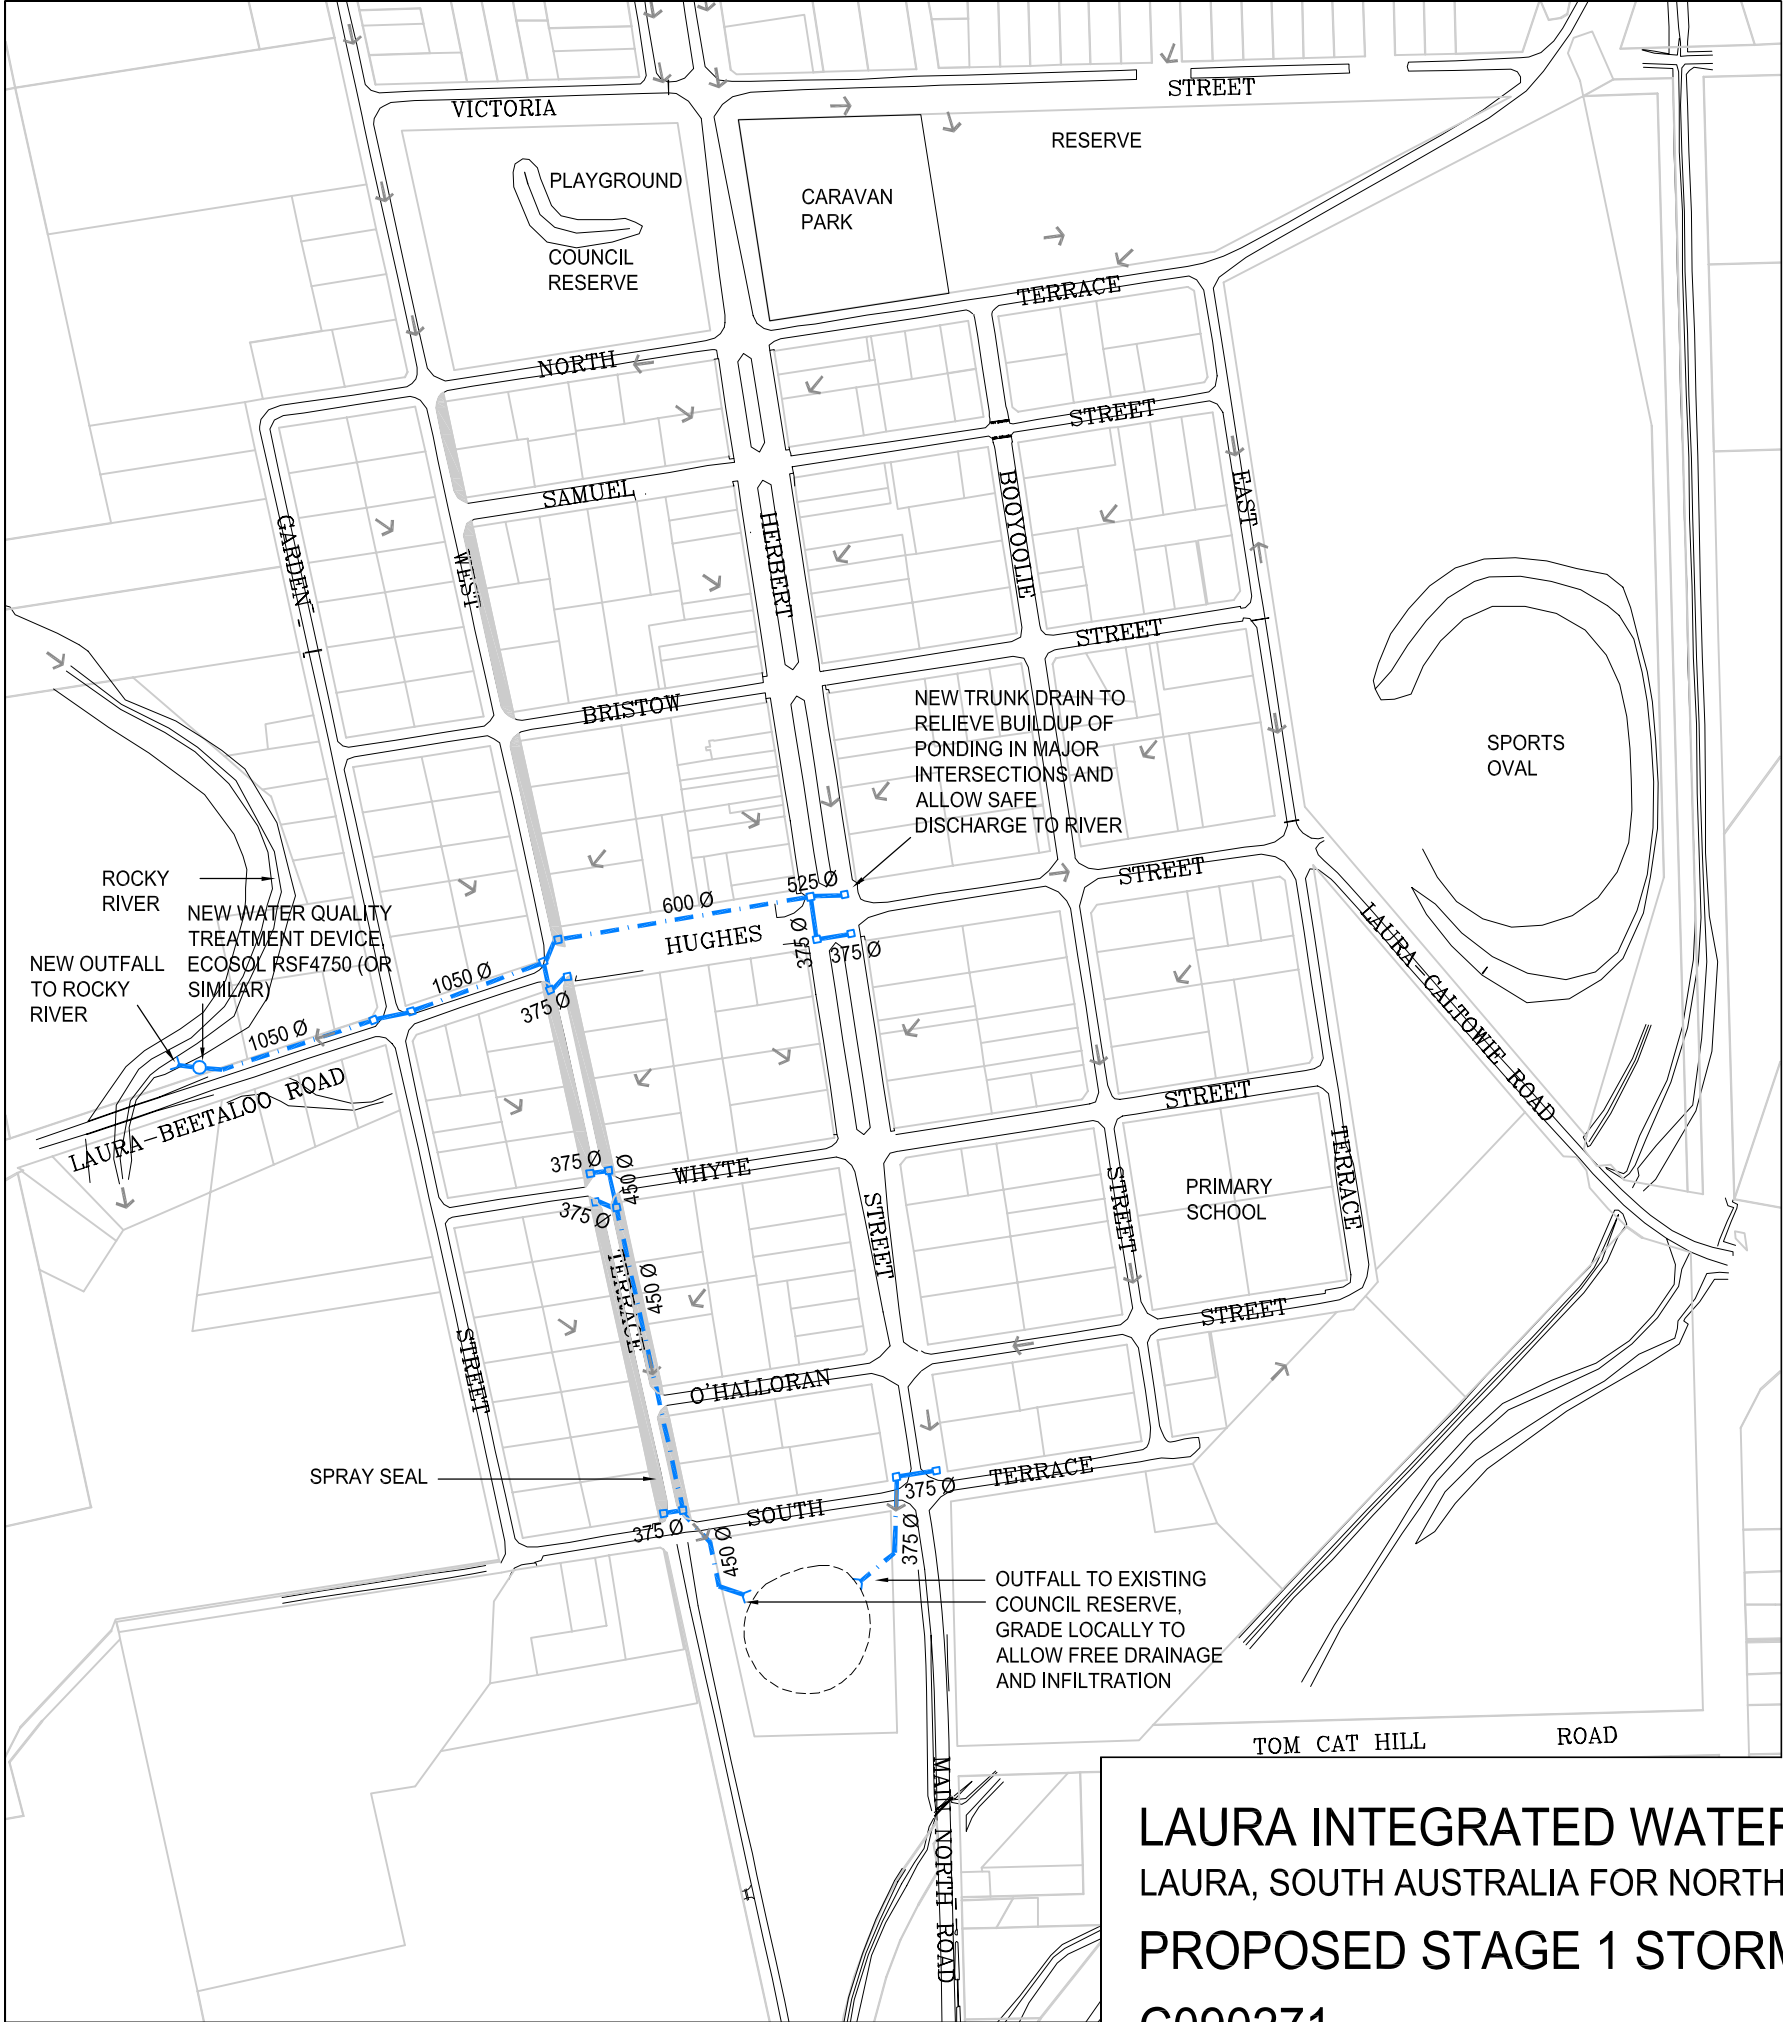 VICTORIA
STREET
RESERVE
PLAYGROUND
CARAVAN
PARK
COUNCIL
RESERVE
TERRACE
NORTH
STREET
SAMUEL
GARDEN
WEST
HERBERT
BOOYOOLIE
EAST
STREET
BRISTOW
NEW TRUNK DRAIN TO
RELIEVE BUILDUP OF
PONDING IN MAJOR
INTERSECTIONS AND
ALLOW SAFE
DISCHARGE TO RIVER
SPORTS
OVAL
ROCKY
RIVER
NEW WATER QUALITY
TREATMENT DEVICE.
ECOSOL RSF4750 (OR
SIMILAR)
NEW OUTFALL
TO ROCKY
RIVER
STREET
525 Ø
600 Ø
HUGHES
375 Ø
375 Ø
1050 Ø
375 Ø
1050 Ø
LAURA-BEETALOO ROAD
LAURA-CALTOWIE ROAD
STREET
TERRACE
WHYTE
375 Ø
450 Ø
375 Ø
STREET
STREET
PRIMARY
SCHOOL
TERRACE
450 Ø
STREET
STREET
O'HALLORAN
SPRAY SEAL
SOUTH
TERRACE
375 Ø
375 Ø
450 Ø
375 Ø
OUTFALL TO EXISTING
COUNCIL RESERVE,
GRADE LOCALLY TO
ALLOW FREE DRAINAGE
AND INFILTRATION
TOM CAT HILL ROAD
MAIN NORTH ROAD
LAURA INTEGRATED WATER
LAURA, SOUTH AUSTRALIA FOR NORTH
PROPOSED STAGE 1 STORM
C090271